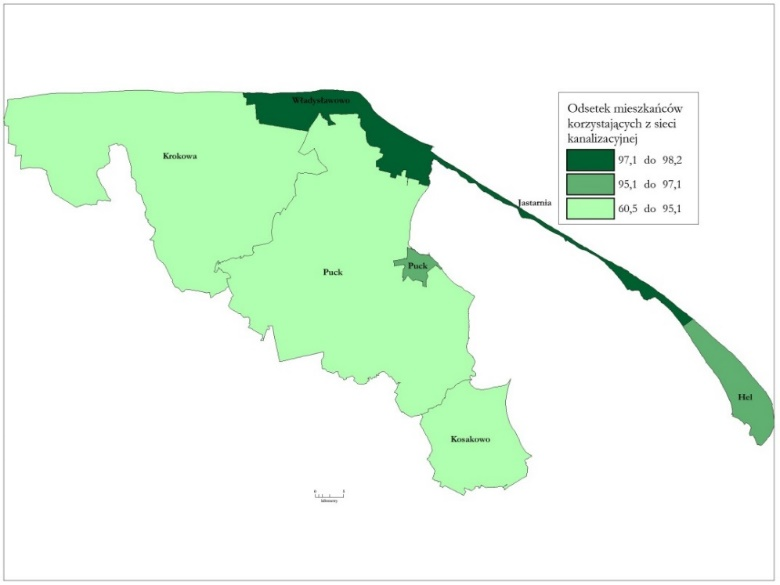 Władysławowo
Odsetek mieszkańców
korzystających z sieci
kanalizacyjnej
97,1 do 98,2
95,1 do 97,1
60,5 do 95,1
Krokowa
Jastarnia
Puck
Puck
Hel
Kosakowo